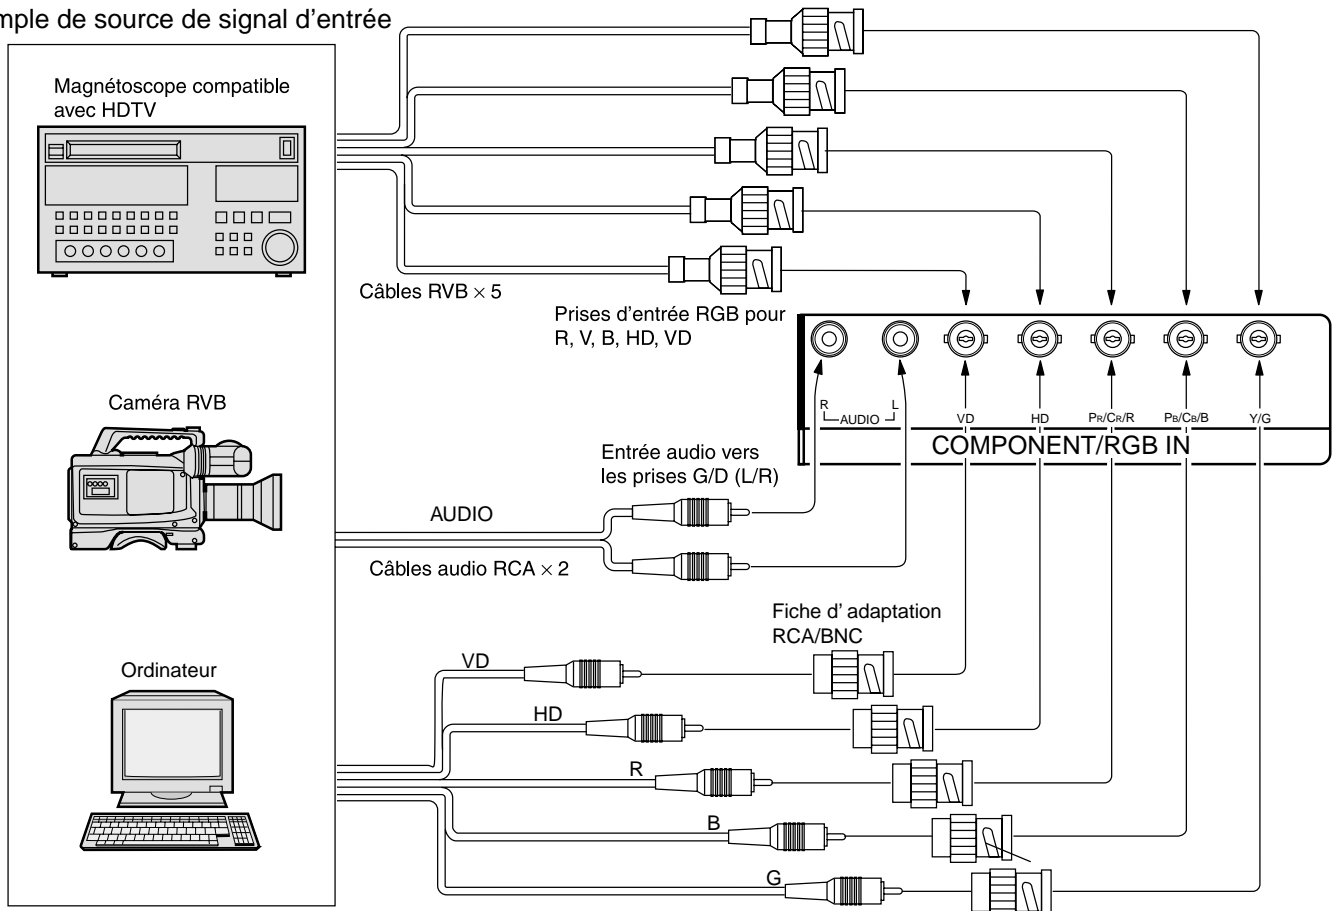 mple de source de signal d’entrée
Magnétoscope compatible
avec HDTV
Câbles RVB × 5
Prises d’entrée RGB pour
R, V, B, HD, VD
Caméra RVB
R
L
AUDIO
VD
HD
PR/CR/R
PB/CB/B
Y/G
COMPONENT/RGB IN
Entrée audio vers
les prises G/D (L/R)
AUDIO
Câbles audio RCA × 2
Fiche d’ adaptation
RCA/BNC
Ordinateur
VD
HD
R
B
G